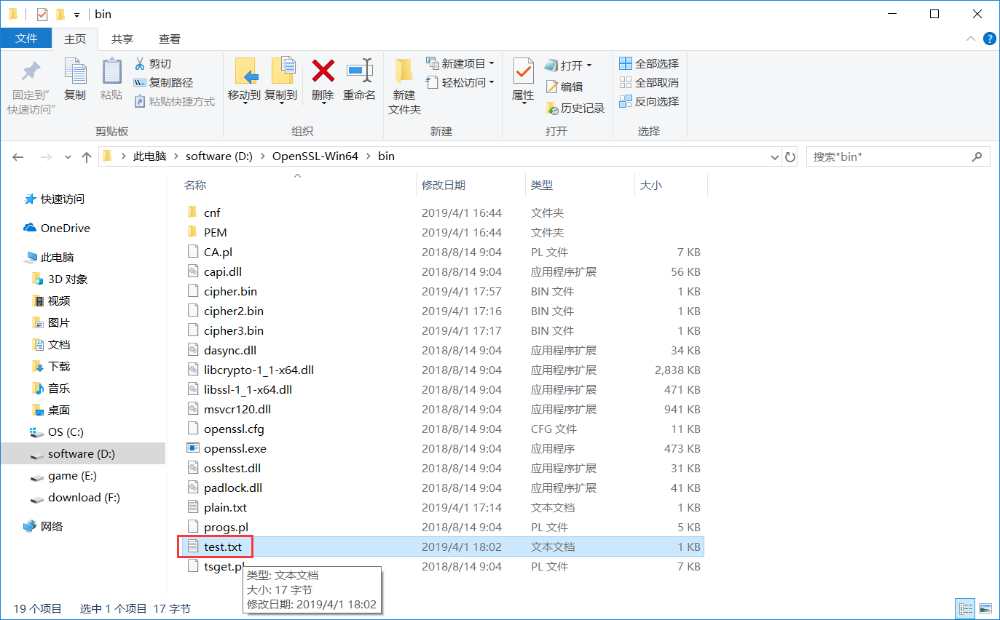 bin
文件 主页 共享 查看
固定到"
快速访问"
复制
粘贴
剪切
复制路径
粘贴快捷方式
剪贴板
移动到
复制到
删除
重命名
组织
新建
文件夹
新建项目
轻松访问
新建
属性
打开
编辑
历史记录
打开
全部选择
全部取消
反向选择
选择
此电脑 software (D:) OpenSSL-Win64 bin
搜索"bin"
快速访问
OneDrive
此电脑
3D 对象
视频
图片
文档
下载
音乐
桌面
OS (C:)
software (D:)
game (E:)
download (F:)
网络
名称 修改日期 类型 大小
cnf 2019/4/1 16:44 文件夹
PEM 2019/4/1 16:44 文件夹
CA.pl 2018/8/14 9:04 PL 文件 7 KB
capi.dll 2018/8/14 9:04 应用程序扩展 56 KB
cipher.bin 2019/4/1 17:57 BIN 文件 1 KB
cipher2.bin 2019/4/1 17:16 BIN 文件 1 KB
cipher3.bin 2019/4/1 17:17 BIN 文件 1 KB
dasync.dll 2018/8/14 9:04 应用程序扩展 34 KB
libcrypto-1_1-x64.dll 2018/8/14 9:04 应用程序扩展 2,838 KB
libssl-1_1-x64.dll 2018/8/14 9:04 应用程序扩展 471 KB
msvcr120.dll 2018/8/14 9:04 应用程序扩展 941 KB
openssl.cfg 2018/8/14 9:04 CFG 文件 11 KB
openssl.exe 2018/8/14 9:04 应用程序 473 KB
ossltest.dll 2018/8/14 9:04 应用程序扩展 31 KB
padlock.dll 2018/8/14 9:04 应用程序扩展 41 KB
plain.txt 2019/4/1 17:14 文本文档 1 KB
progs.pl 2018/8/14 9:04 PL 文件 5 KB
test.txt 2019/4/1 18:02 文本文档 1 KB
tsget.pl 2018/8/14 9:04 PL 文件 7 KB
类型: 文本文档
大小: 17 字节
修改日期: 2019/4/1 18:02
19 个项目 选中 1 个项目 17 字节